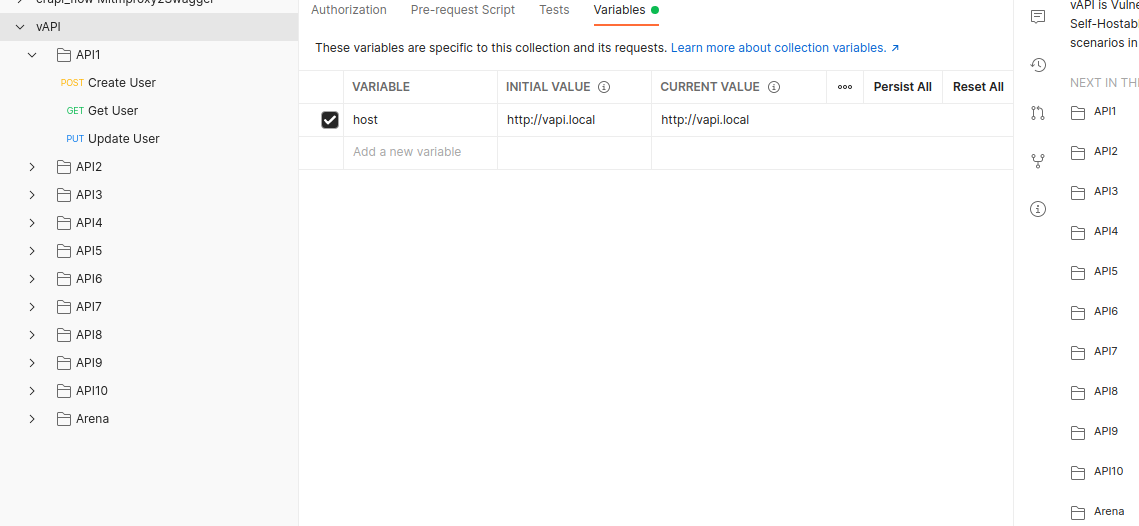 vAPI
API1
POST Create User
GET Get User
PUT Update User
API2
API3
API4
API5
API6
API7
API8
API9
API10
Arena
Authorization Pre-request Script Tests Variables
These variables are specific to this collection and its requests. Learn more about collection variables. ↗
VARIABLE INITIAL VALUE CURRENT VALUE Persist All Reset All
host http://vapi.local http://vapi.local
Add a new variable
vAPI is Vulne
Self-Hostabl
scenarios in
NEXT IN THI
API1
API2
API3
API4
API5
API6
API7
API8
API9
API10
Arena